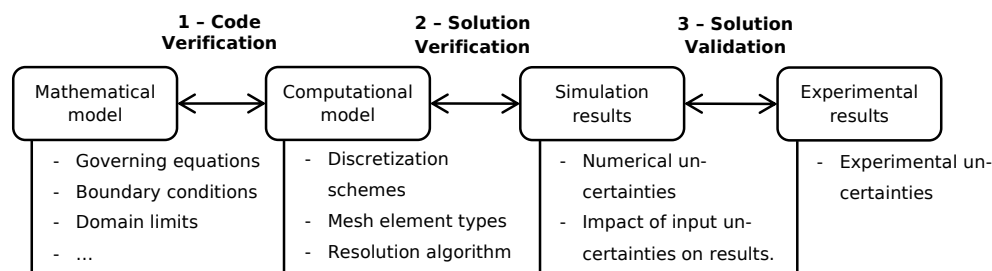 1 – Code
Verification
2 – Solution
Verification
3 – Solution
Validation
Mathematical
model
Computational
model
Simulation
results
Experimental
results
- Governing equations
- Boundary conditions
- Domain limits
- ...
- Discretization
schemes
- Mesh element types
- Resolution algorithm
- Numerical un-
certainties
- Impact of input un-
certainties on results.
- Experimental un-
certainties